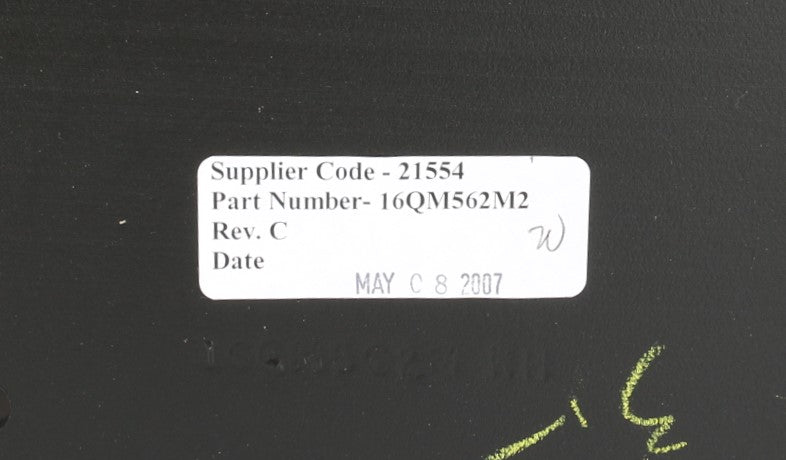 Supplier Code - 21554
Part Number- 16QM562M2
Rev. C
W
Date
MAY 0 8 2007